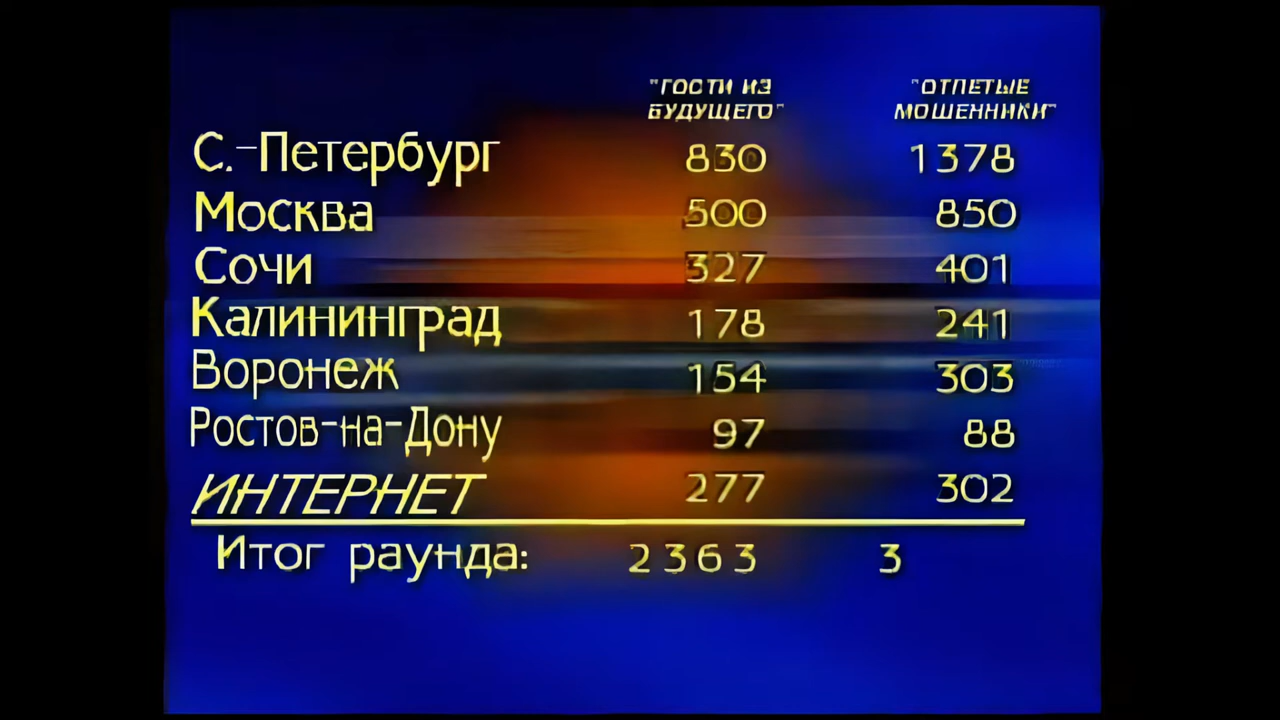 "ГОСТИ ИЗ БУДУЩЕГО" "ОТПЕТЫЕ МОШЕННИКИ"
С.-Петербург 830 1378
Москва 500 850
Сочи 327 401
Калининград 178 241
Воронеж 154 303
Ростов-на-Дону 97 88
ИНТЕРНЕТ 277 302
Итог раунда: 2363 3